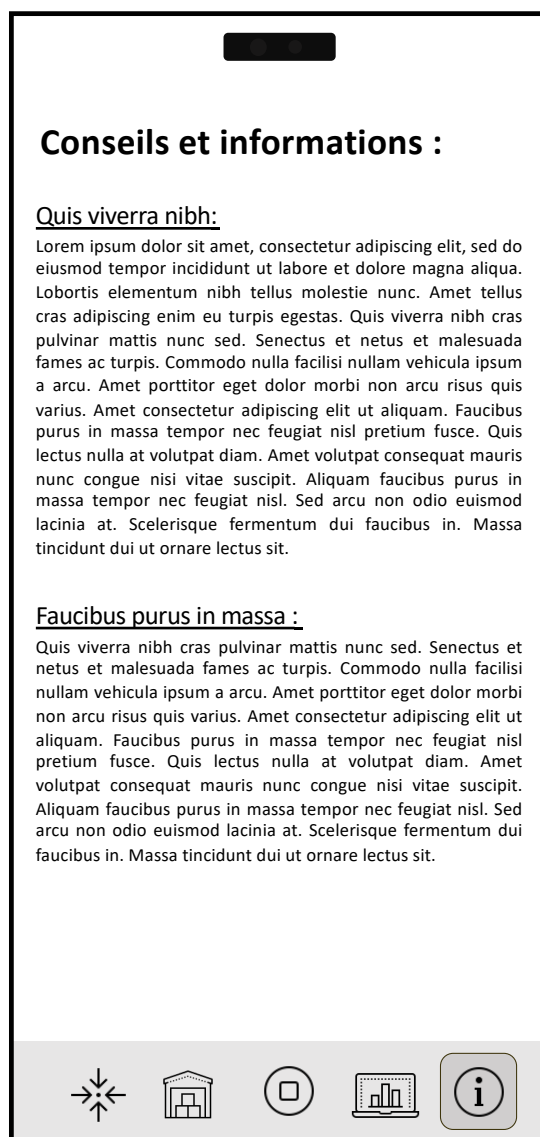 Conseils et informations :
Quis viverra nibh:
Lorem ipsum dolor sit amet, consectetur adipiscing elit, sed do
eiusmod tempor incididunt ut labore et dolore magna aliqua.
Lobortis elementum nibh tellus molestie nunc. Amet tellus
cras adipiscing enim eu turpis egestas. Quis viverra nibh cras
pulvinar mattis nunc sed. Senectus et netus et malesuada
fames ac turpis. Commodo nulla facilisi nullam vehicula ipsum
a arcu. Amet porttitor eget dolor morbi non arcu risus quis
varius. Amet consectetur adipiscing elit ut aliquam. Faucibus
purus in massa tempor nec feugiat nisl pretium fusce. Quis
lectus nulla at volutpat diam. Amet volutpat consequat mauris
nunc congue nisi vitae suscipit. Aliquam faucibus purus in
massa tempor nec feugiat nisl. Sed arcu non odio euismod
lacinia at. Scelerisque fermentum dui faucibus in. Massa
tincidunt dui ut ornare lectus sit.
Faucibus purus in massa :
Quis viverra nibh cras pulvinar mattis nunc sed. Senectus et
netus et malesuada fames ac turpis. Commodo nulla facilisi
nullam vehicula ipsum a arcu. Amet porttitor eget dolor morbi
non arcu risus quis varius. Amet consectetur adipiscing elit ut
aliquam. Faucibus purus in massa tempor nec feugiat nisl
pretium fusce. Quis lectus nulla at volutpat diam. Amet
volutpat consequat mauris nunc congue nisi vitae suscipit.
Aliquam faucibus purus in massa tempor nec feugiat nisl. Sed
arcu non odio euismod lacinia at. Scelerisque fermentum dui
faucibus in. Massa tincidunt dui ut ornare lectus sit.
i